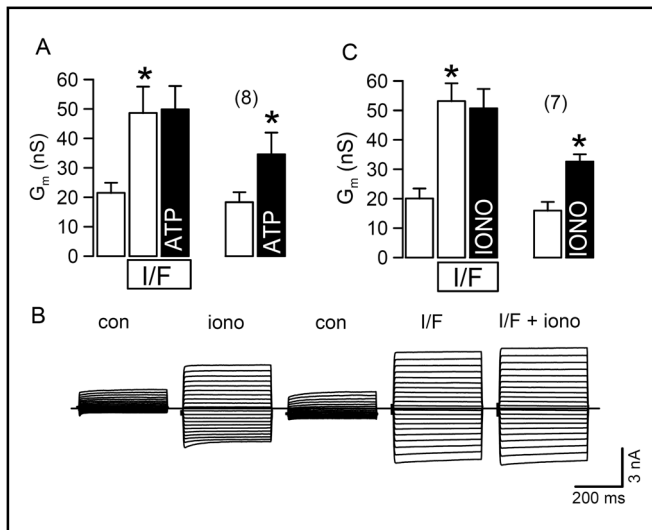 A
G_m (nS)
60
50
40
30
20
10
0
*
ATP
I/F
(8)
*
ATP
C
G_m (nS)
60
50
40
30
20
10
0
*
IONO
I/F
(7)
*
IONO
B
con iono con I/F I/F + iono
3 nA
200 ms